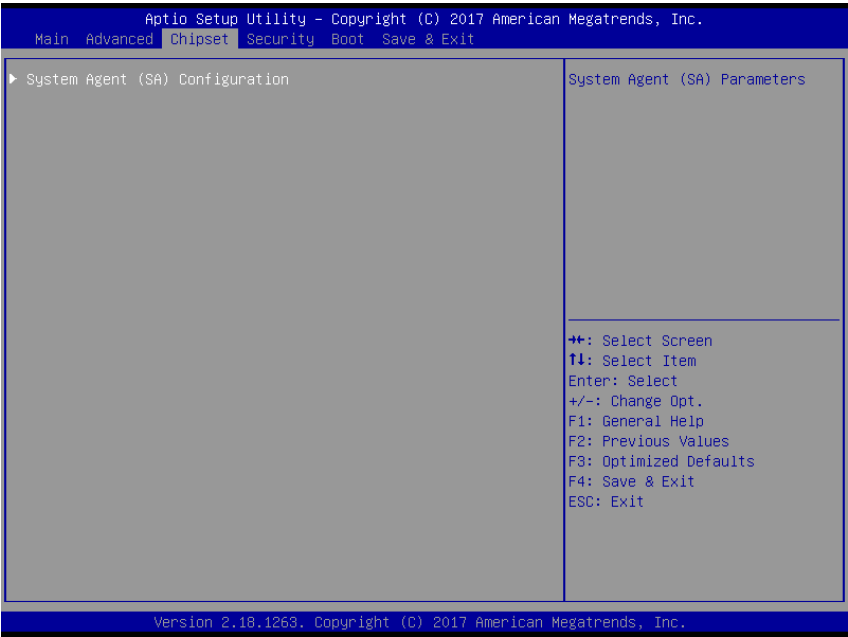 Aptio Setup Utility – Copyright (C) 2017 American Megatrends, Inc.
Main Advanced Chipset Security Boot Save & Exit
▶ System Agent (SA) Configuration
System Agent (SA) Parameters
→←: Select Screen
↑↓: Select Item
Enter: Select
+/-: Change Opt.
F1: General Help
F2: Previous Values
F3: Optimized Defaults
F4: Save & Exit
ESC: Exit
Version 2.18.1263. Copyright (C) 2017 American Megatrends, Inc.